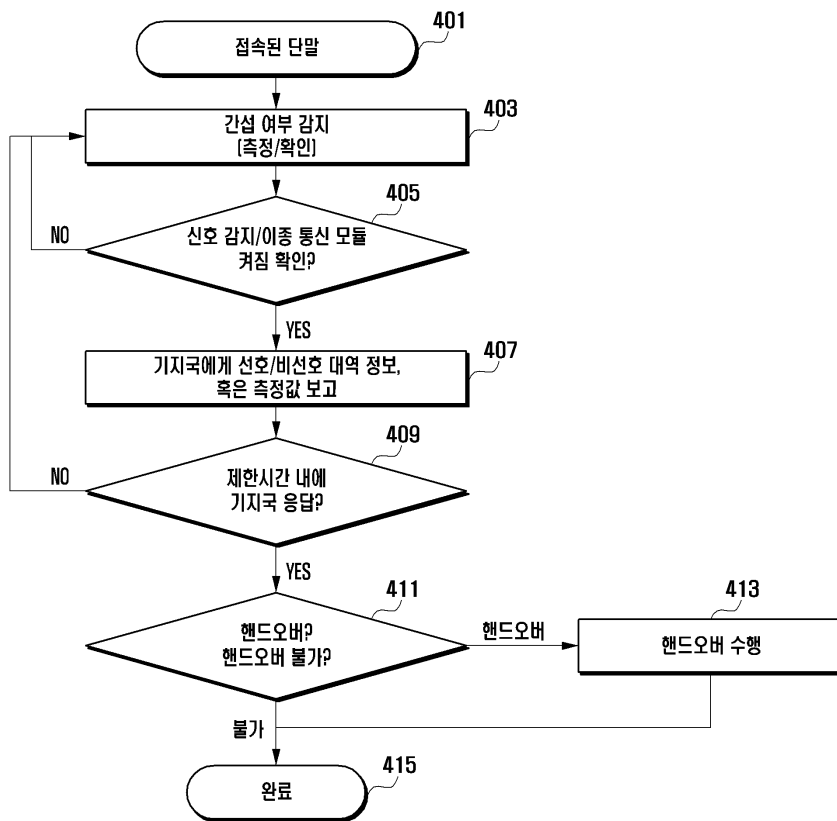 접속된 단말
401
간섭 여부 감지
[측정/확인]
403
신호 감지/이종 통신 모듈
켜짐 확인?
405
NO
YES
기지국에게 선호/비선호 대역 정보,
혹은 측정값 보고
407
제한시간 내에
기지국 응답?
409
NO
YES
핸드오버?
핸드오버 불가?
411
핸드오버
핸드오버 수행
413
불가
완료
415